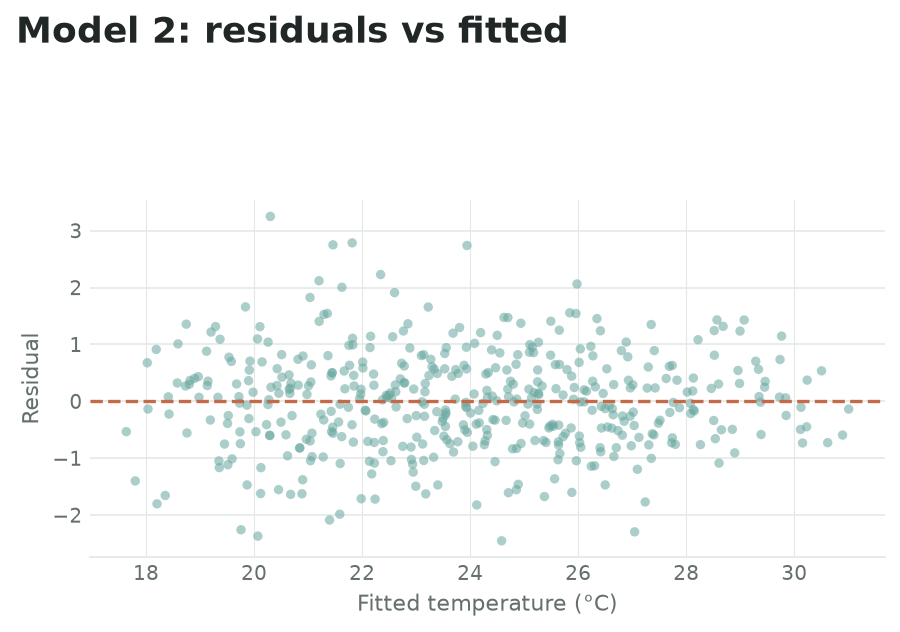 Model 2: residuals vs fitted
3
2
1
0
−1
−2
Residual
18 20 22 24 26 28 30
Fitted temperature (°C)